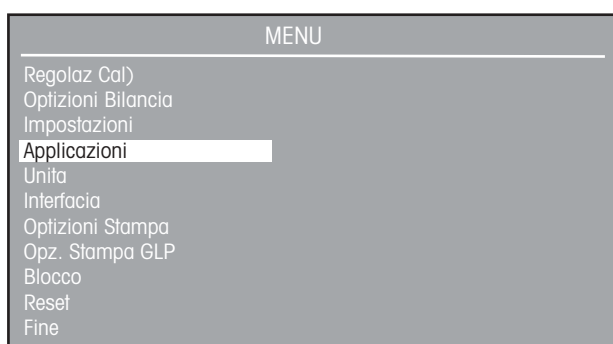 MENU
Regolaz Cal)
Optizioni Bilancia
Impostazioni
Applicazioni
Unita
Interfacia
Optizioni Stampa
Opz. Stampa GLP
Blocco
Reset
Fine